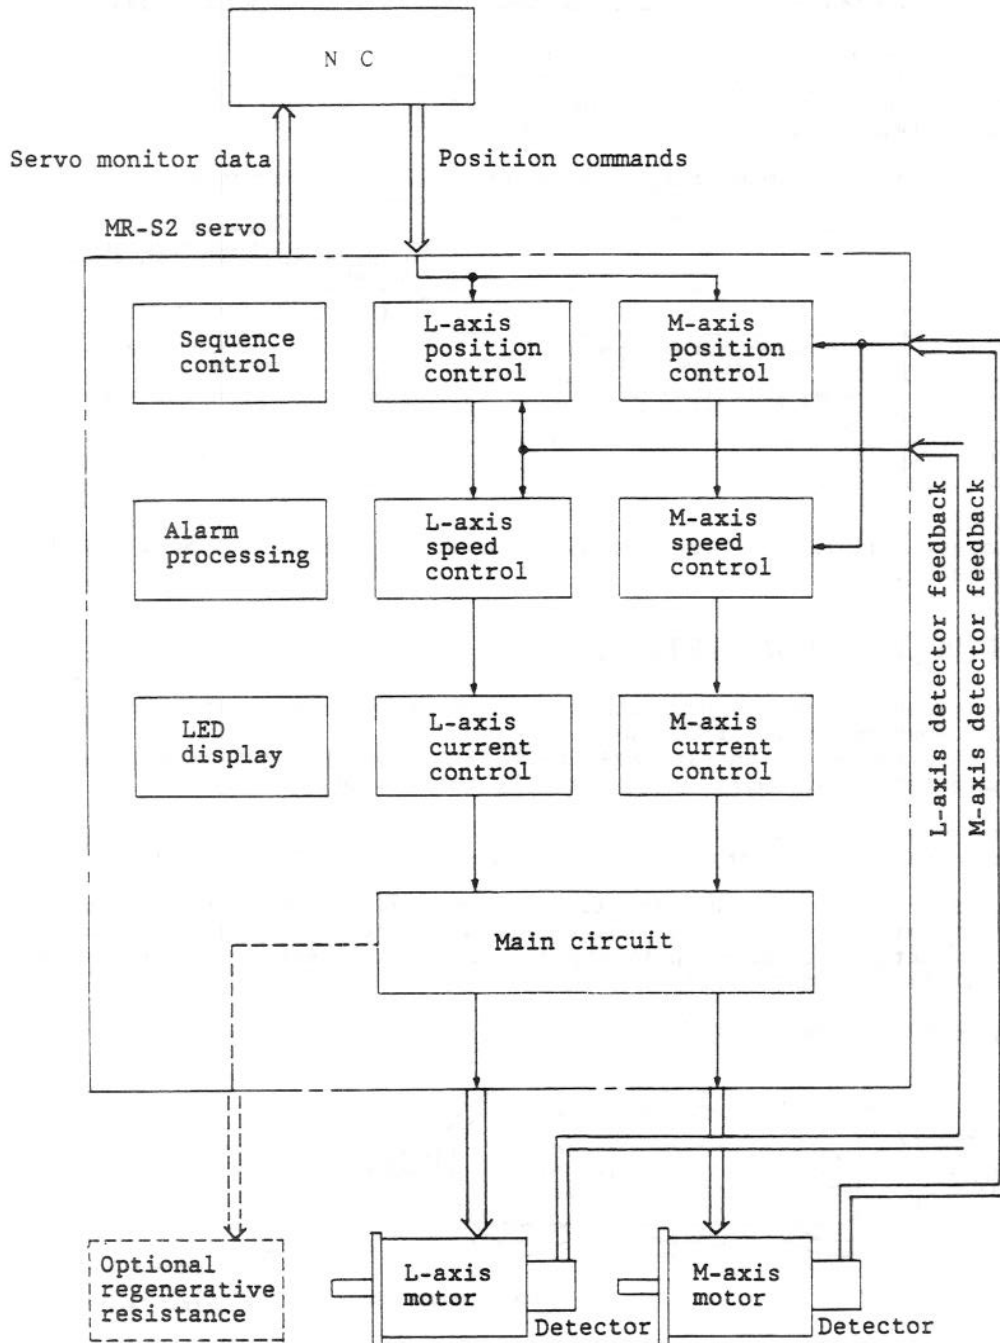 N C
Servo monitor data
Position commands
MR-S2 servo
Sequence
control
L-axis
position
control
M-axis
position
control
Alarm
processing
L-axis
speed
control
M-axis
speed
control
LED
display
L-axis
current
control
M-axis
current
control
L-axis detector feedback
M-axis detector feedback
Main circuit
Optional
regenerative
resistance
L-axis
motor
Detector
M-axis
motor
Detector